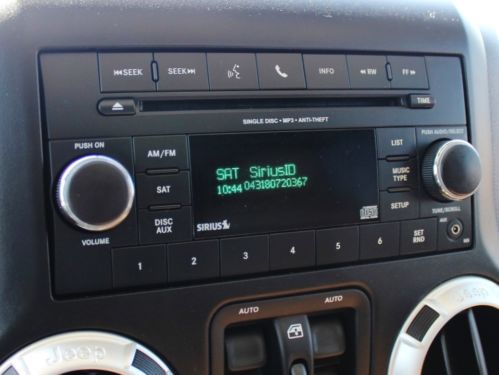 SEEK SEEK INFO RW FF
TIME
SINGLE DISC • MP3 • ANTI-THEFT
PUSH ON
VOLUME
AM/FM
SAT
DISC AUX
SAT SiriusID
10:44 043180720367
SIRIUS
LIST
MUSIC TYPE
SETUP
PUSH AUDIO/SELECT
TUNE/SCROLL
AUX
1 2 3 4 5 6 SET RND
AUTO AUTO
Jeep Jeep